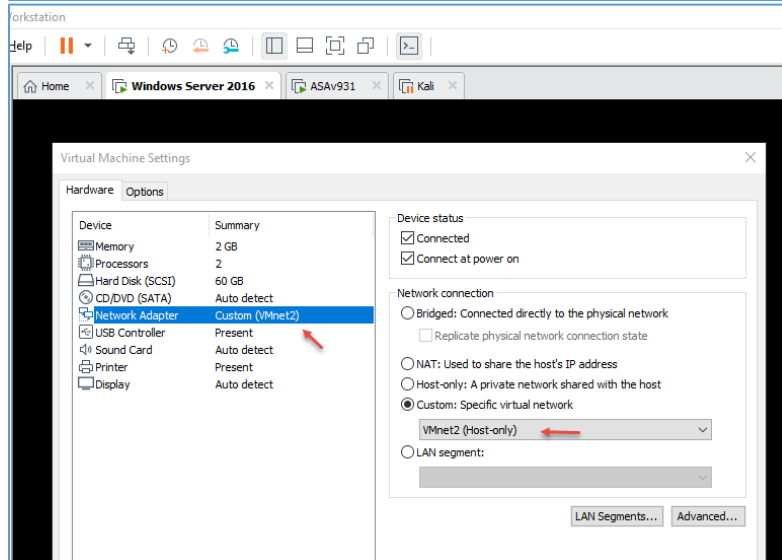 orkstation
Help
Home × Windows Server 2016 × ASAv931 × Kali ×
Virtual Machine Settings
Hardware Options
Device Summary
Memory 2 GB
Processors 2
Hard Disk (SCSI) 60 GB
CD/DVD (SATA) Auto detect
Network Adapter Custom (VMnet2)
USB Controller Present
Sound Card Auto detect
Printer Present
Display Auto detect
Device status
Connected
Connect at power on
Network connection
Bridged: Connected directly to the physical network
Replicate physical network connection state
NAT: Used to share the host's IP address
Host-only: A private network shared with the host
Custom: Specific virtual network
VMnet2 (Host-only)
LAN segment:
LAN Segments... Advanced...